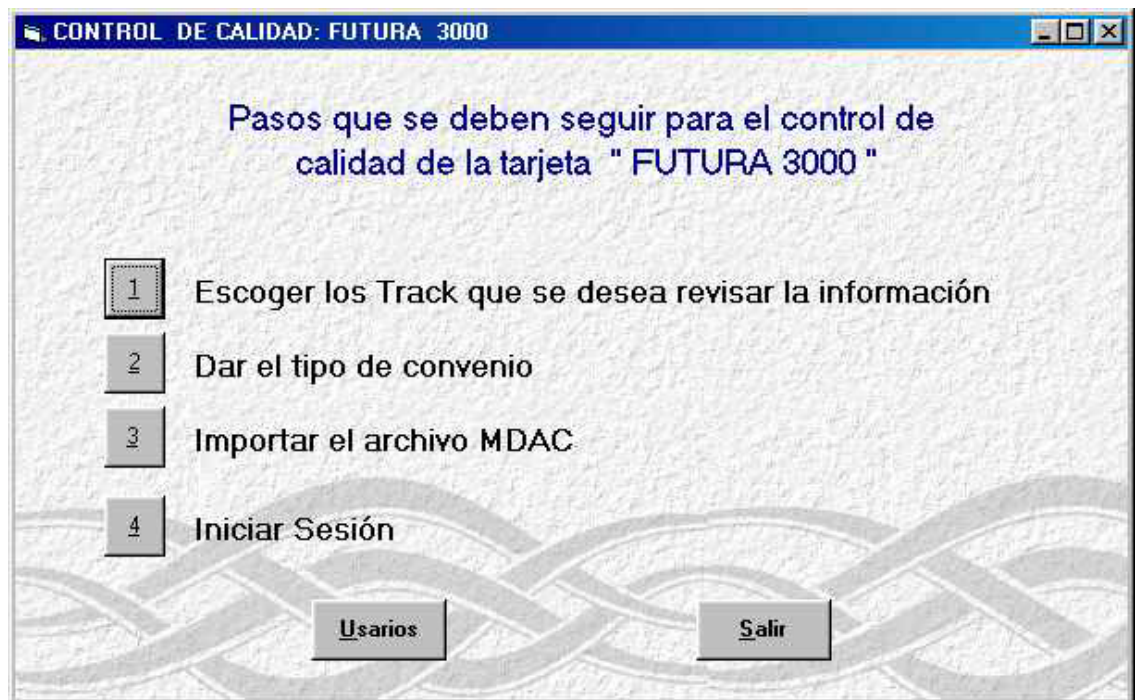 CONTROL DE CALIDAD: FUTURA 3000
Pasos que se deben seguir para el control de
calidad de la tarjeta " FUTURA 3000 "
1 Escoger los Track que se desea revisar la información
2 Dar el tipo de convenio
3 Importar el archivo MDAC
4 Iniciar Sesión
Usarios Salir